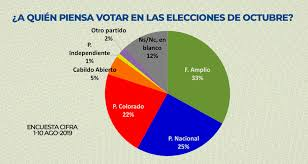 ¿A QUIÉN PIENSA VOTAR EN LAS ELECCIONES DE OCTUBRE?
Otro partido
2%
P.
Independiente
1%
Cabildo Abierto
5%
P. Colorado
22%
Ns/Nc, en
blanco
12%
F. Amplio
33%
P. Nacional
25%
ENCUESTA CIFRA
1-10 AGO-2019